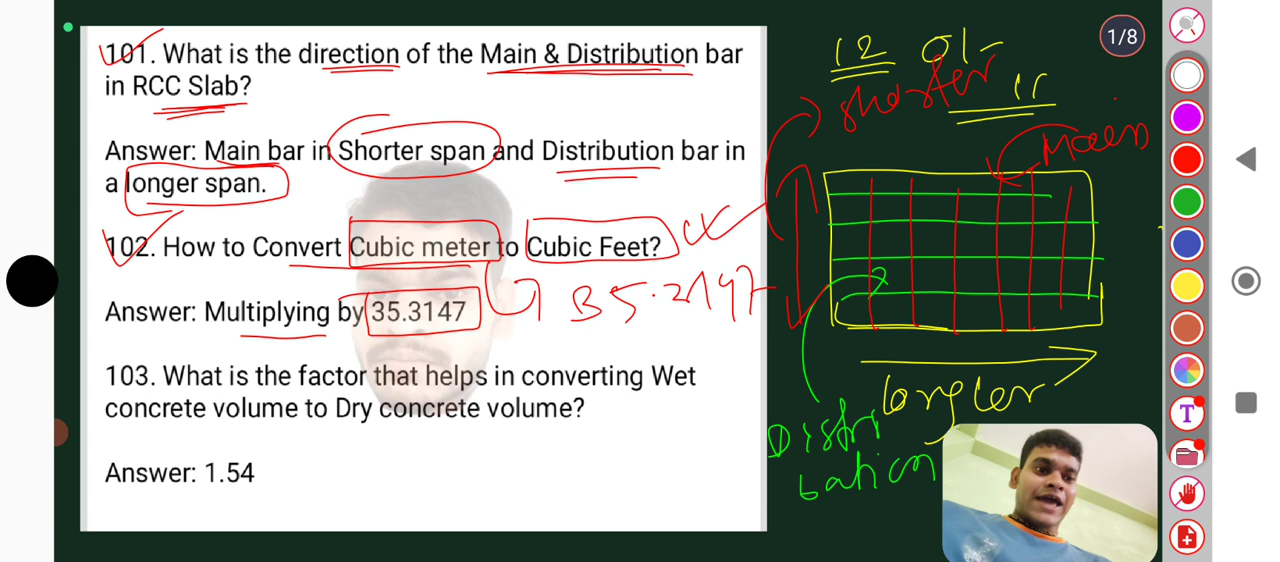 101. What is the direction of the Main & Distribution bar
in RCC Slab?
Answer: Main bar in Shorter span and Distribution bar in
a longer span.
102. How to Convert Cubic meter to Cubic Feet?
Answer: Multiplying by 35.3147
103. What is the factor that helps in converting Wet
concrete volume to Dry concrete volume?
Answer: 1.54
1/8
12
shorter
Main
35.3147
longer
Distri
bation
T